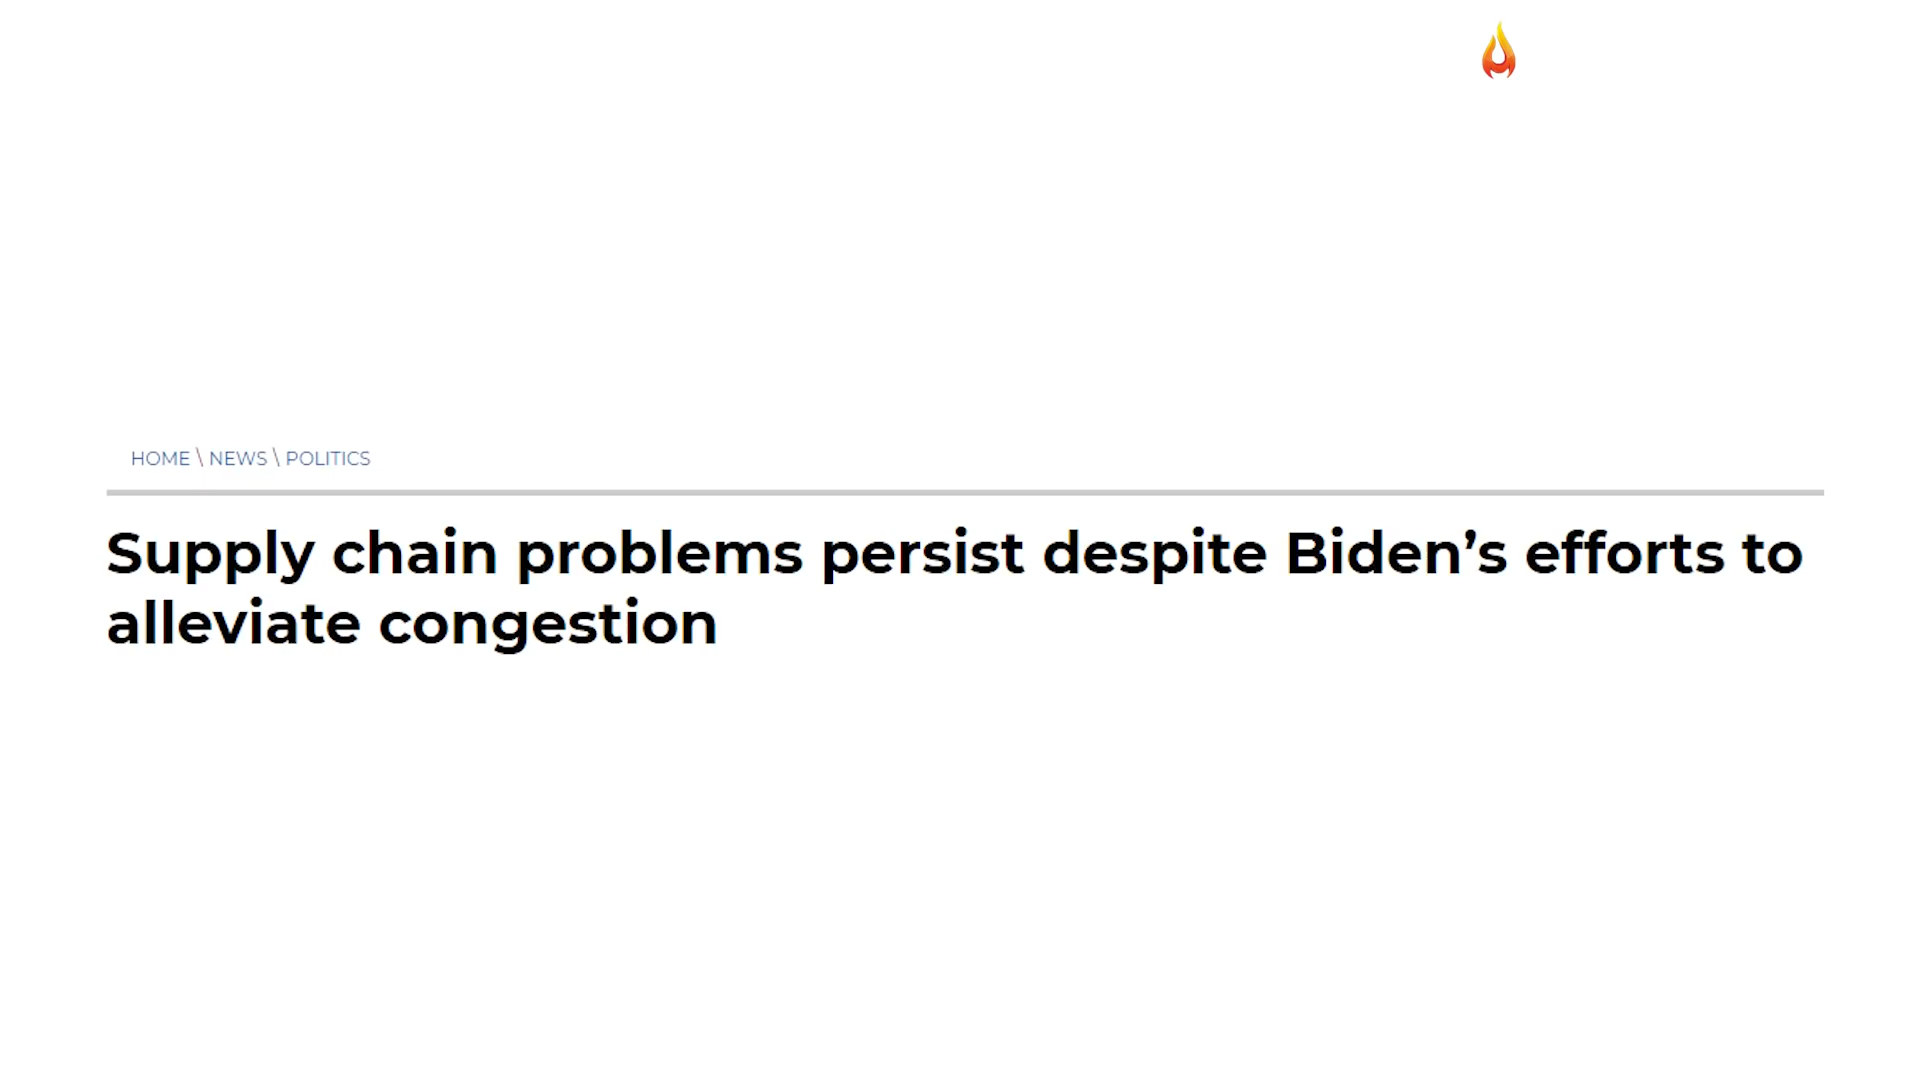 HOME \ NEWS \ POLITICS
Supply chain problems persist despite Biden’s efforts to
alleviate congestion